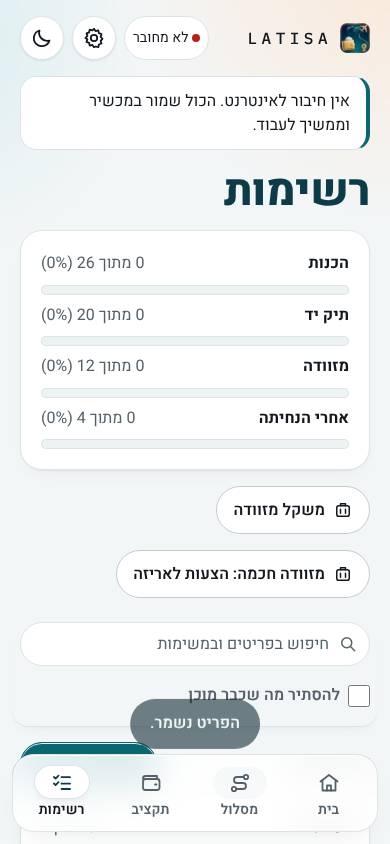 LATISA
לא מחובר
אין חיבור לאינטרנט. הכול שמור במכשיר
וממשיך לעבוד.
רשימות
הכנות
0 מתוך 26 (0%)
תיק יד
0 מתוך 20 (0%)
מזוודה
0 מתוך 12 (0%)
אחרי הנחיתה
0 מתוך 4 (0%)
משקל מזוודה
מזוודה חכמה: הצעות לאריזה
חיפוש בפריטים ובמשימות
להסתיר מה שכבר מוכן
הפריט נשמר.
בית
מסלול
תקציב
רשימות